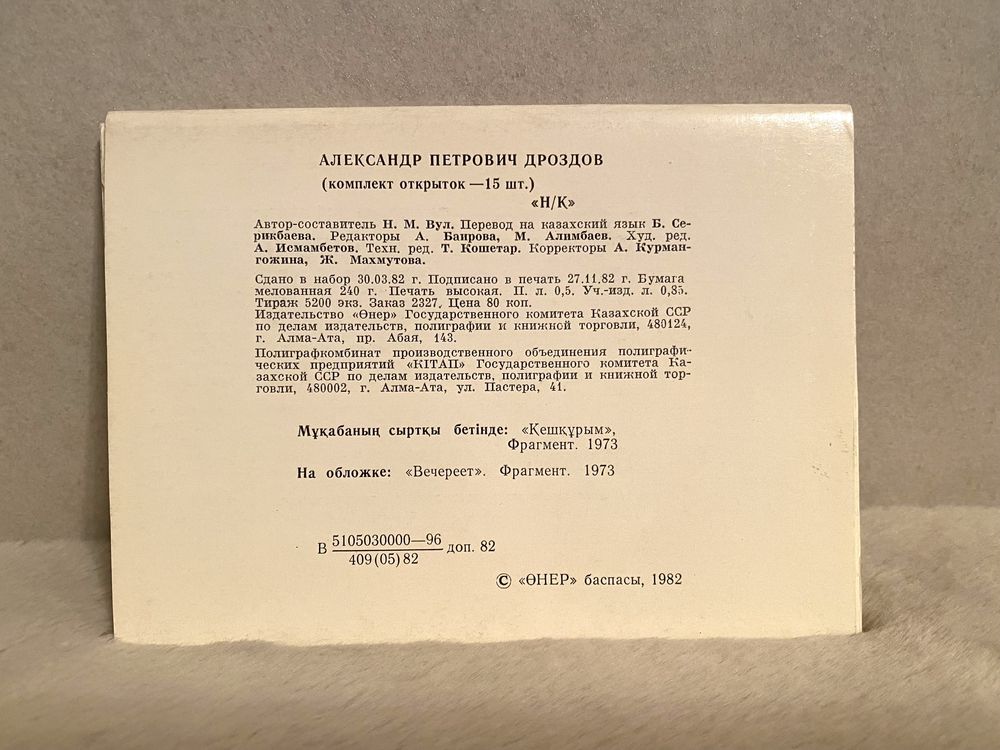 АЛЕКСАНДР ПЕТРОВИЧ ДРОЗДОВ
(комплект открыток — 15 шт.)
«Н/Қ»
Автор-составитель Н. М. Вул. Перевод на казахский язык Б. Се-
рикбаева. Редакторы А. Баирова, М. Алимбаев. Худ. ред.
А. Исмамбетов. Техн. ред. Т. Кошетар. Корректоры А. Курман-
гожина, Ж. Махмутова.
Сдано в набор 30.03.82 г. Подписано в печать 27.11.82 г. Бумага
мелованная 240 г. Печать высокая. П. л. 0,5. Уч.-изд. л. 0,85.
Тираж 5200 экз. Заказ 2327. Цена 80 коп.
Издательство «Өнер» Государственного комитета Казахской ССР
по делам издательств, полиграфии и книжной торговли, 480124,
г. Алма-Ата, пр. Абая, 143.
Полиграфкомбинат производственного объединения полиграфи-
ческих предприятий «КІТАП» Государственного комитета Ка-
захской ССР по делам издательств, полиграфии и книжной тор-
говли, 480002, г. Алма-Ата, ул. Пастера, 41.
Мұқабаның сыртқы бетінде: «Қешқұрым»,
Фрагмент. 1973
На обложке: «Вечереет». Фрагмент. 1973
В 5105030000—96 доп. 82
409(05)82
© «ӨНЕР» баспасы, 1982